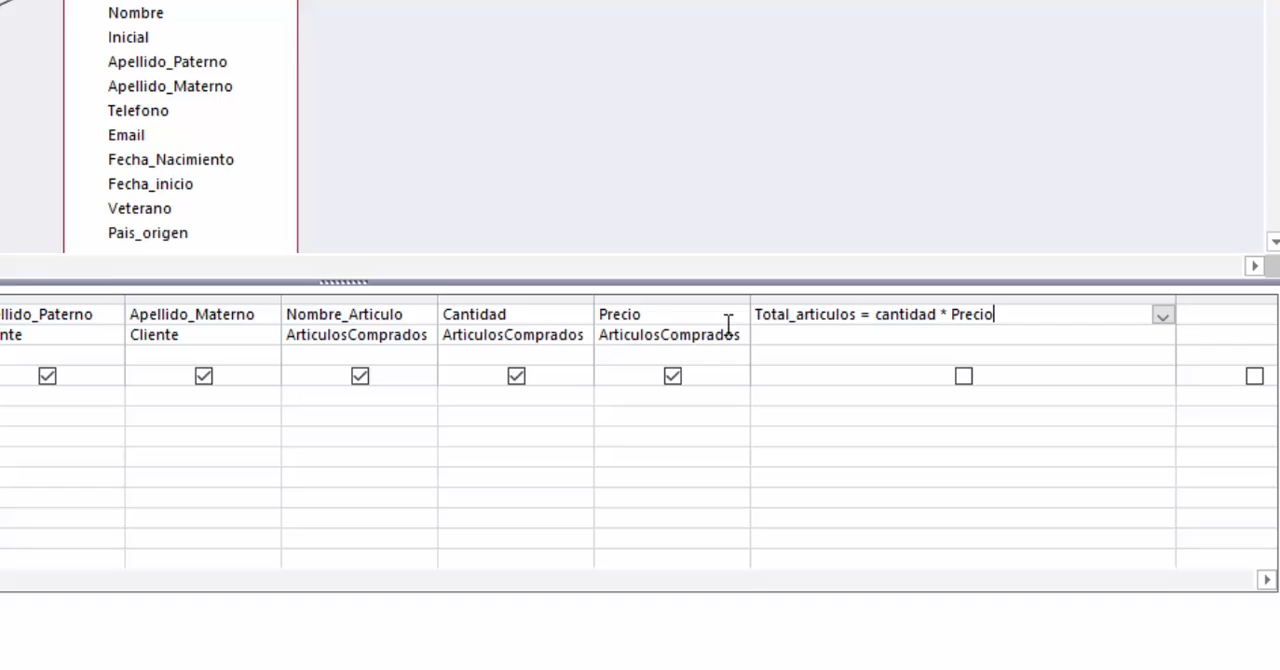 Nombre
Inicial
Apellido_Paterno
Apellido_Materno
Telefono
Email
Fecha_Nacimiento
Fecha_inicio
Veterano
Pais_origen
llido_Paterno Apellido_Materno Nombre_Articulo Cantidad Precio Total_articulos = cantidad * Precio
nte Cliente ArticulosComprados ArticulosComprados ArticulosComprados